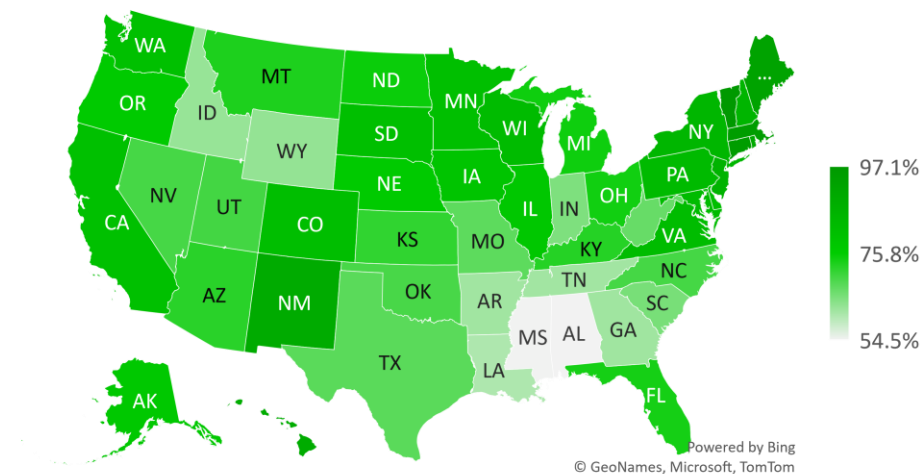 WA
MT
ND
MN
...
OR
ID
SD
WI
MI
NY
WY
IA
PA
97.1%
NV
UT
NE
IL
IN
OH
CA
CO
KS
MO
KY
VA
75.8%
AZ
NM
OK
AR
TN
NC
SC
TX
MS
AL
GA
54.5%
LA
AK
FL
Powered by Bing
© GeoNames, Microsoft, TomTom